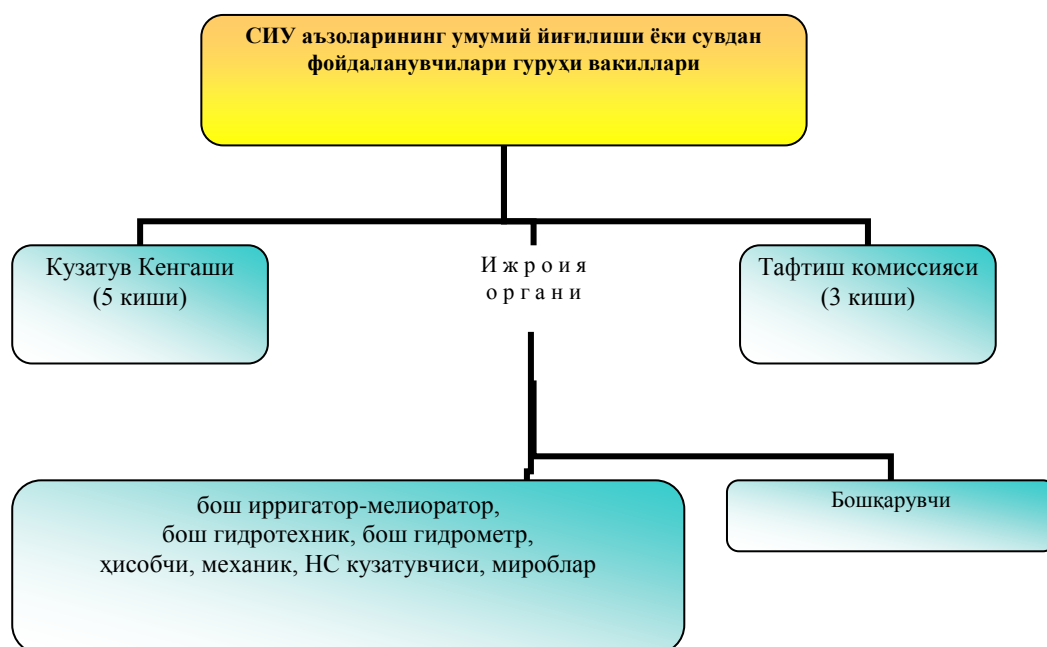 СИУ аъзоларининг умумий йиғилиши ёки сувдан
фойдаланувчилари гуруҳи вакиллари
Кузатув Кенгаши
(5 киши)
И ж р о и я
о р г а н и
Тафтиш комиссияси
(3 киши)
бош ирригатор-мелиоратор,
бош гидротехник, бош гидрометр,
ҳисобчи, механик, НС кузатувчиси, мироблар
Бошқарувчи